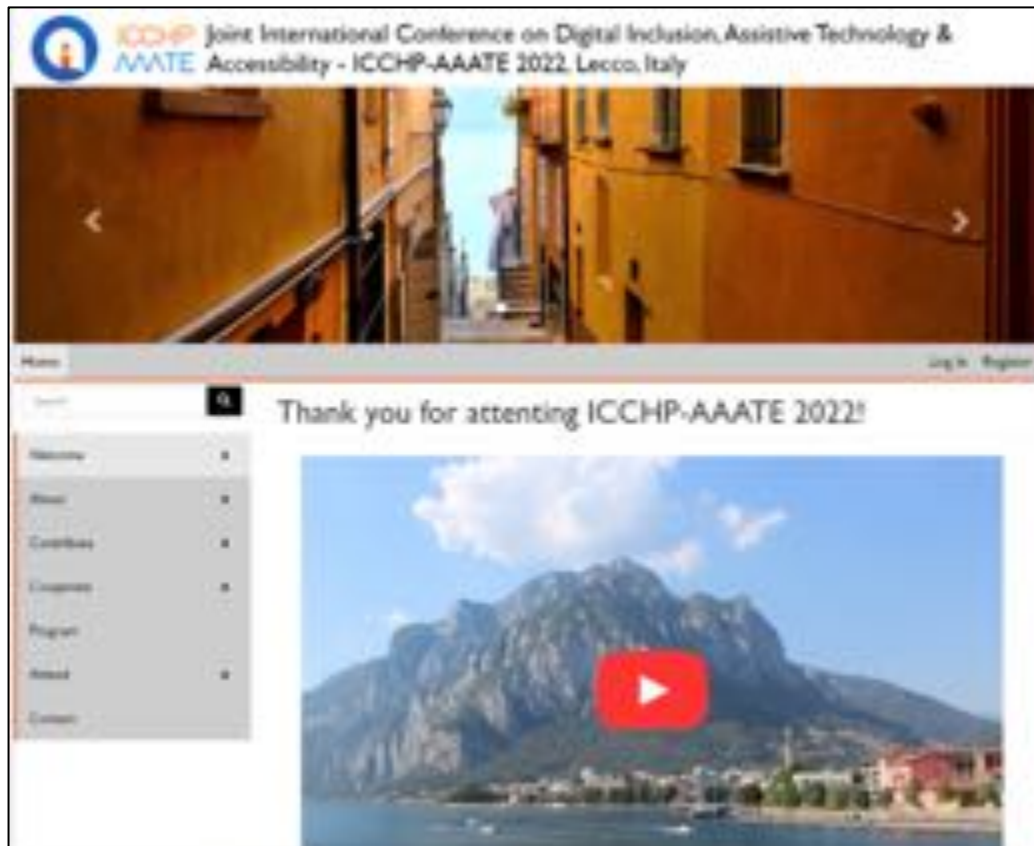 ICCHP
AAATE
Joint International Conference on Digital Inclusion, Assistive Technology &
Accessibility - ICCHP-AAATE 2022, Lecco, Italy
Home
Log In Register
Search
Thank you for attenting ICCHP-AAATE 2022!
Welcome
About
Contribute
Cooperate
Program
Attend
Contact